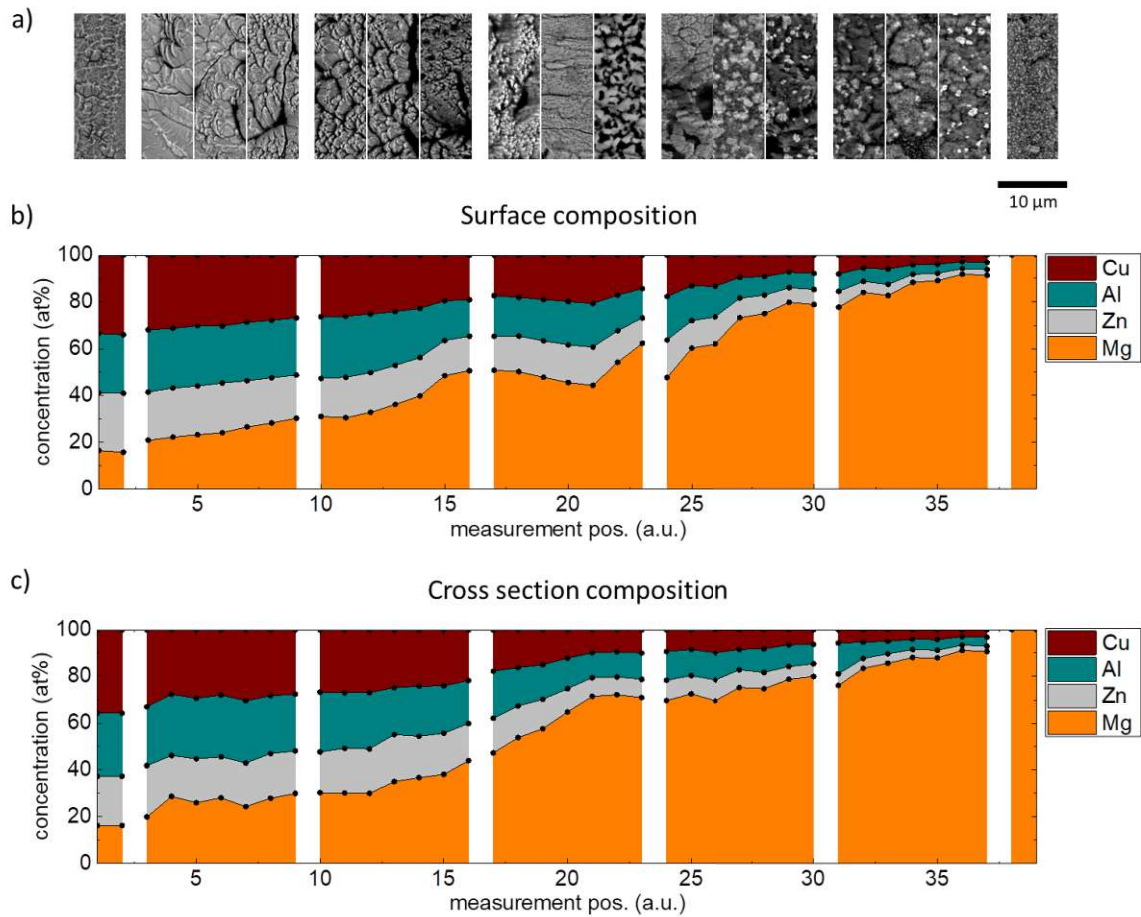 a)
10 µm
b)
Surface composition
100
80
60
40
20
0
concentration (at%)
Cu
Al
Zn
Mg
5
10
15
20
25
30
35
measurement pos. (a.u.)
c)
Cross section composition
100
80
60
40
20
0
concentration (at%)
Cu
Al
Zn
Mg
5
10
15
20
25
30
35
measurement pos. (a.u.)